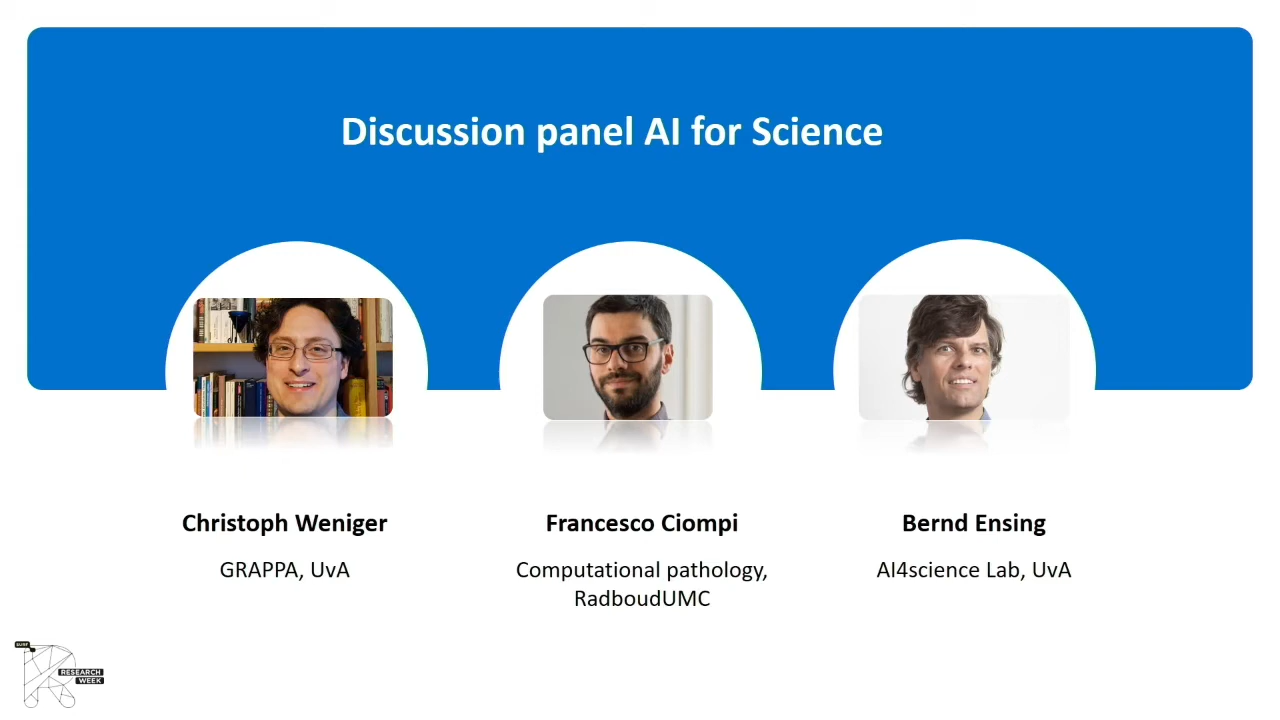 Discussion panel AI for Science
Christoph Weniger
Francesco Ciompi
Bernd Ensing
GRAPPA, UvA
Computational pathology,
RadboudUMC
AI4science Lab, UvA
SURF
RESEARCH
WEEK